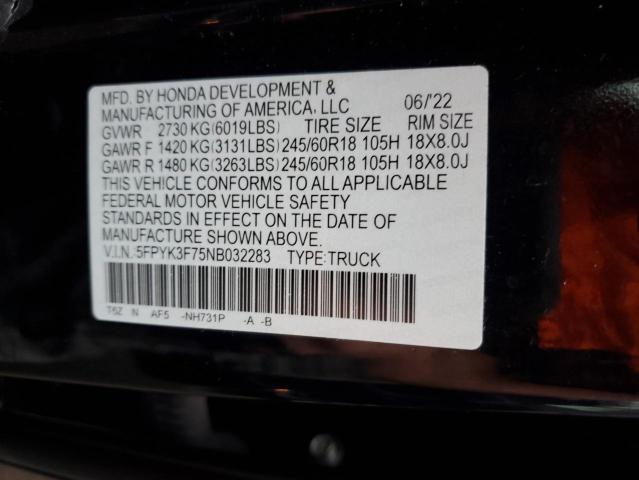 MFD. BY HONDA DEVELOPMENT &
MANUFACTURING OF AMERICA, LLC 06/'22
GVWR 2730 KG(6019LBS) TIRE SIZE RIM SIZE
GAWR F 1420 KG(3131LBS)245/60R18 105H 18X8.0J
GAWR R 1480 KG(3263LBS)245/60R18 105H 18X8.0J
THIS VEHICLE CONFORMS TO ALL APPLICABLE
FEDERAL MOTOR VEHICLE SAFETY
STANDARDS IN EFFECT ON THE DATE OF
MANUFACTURE SHOWN ABOVE.
V.I.N.:5FPYK3F75NB032283 TYPE:TRUCK
T6Z N AF5 -NH731P -A -B